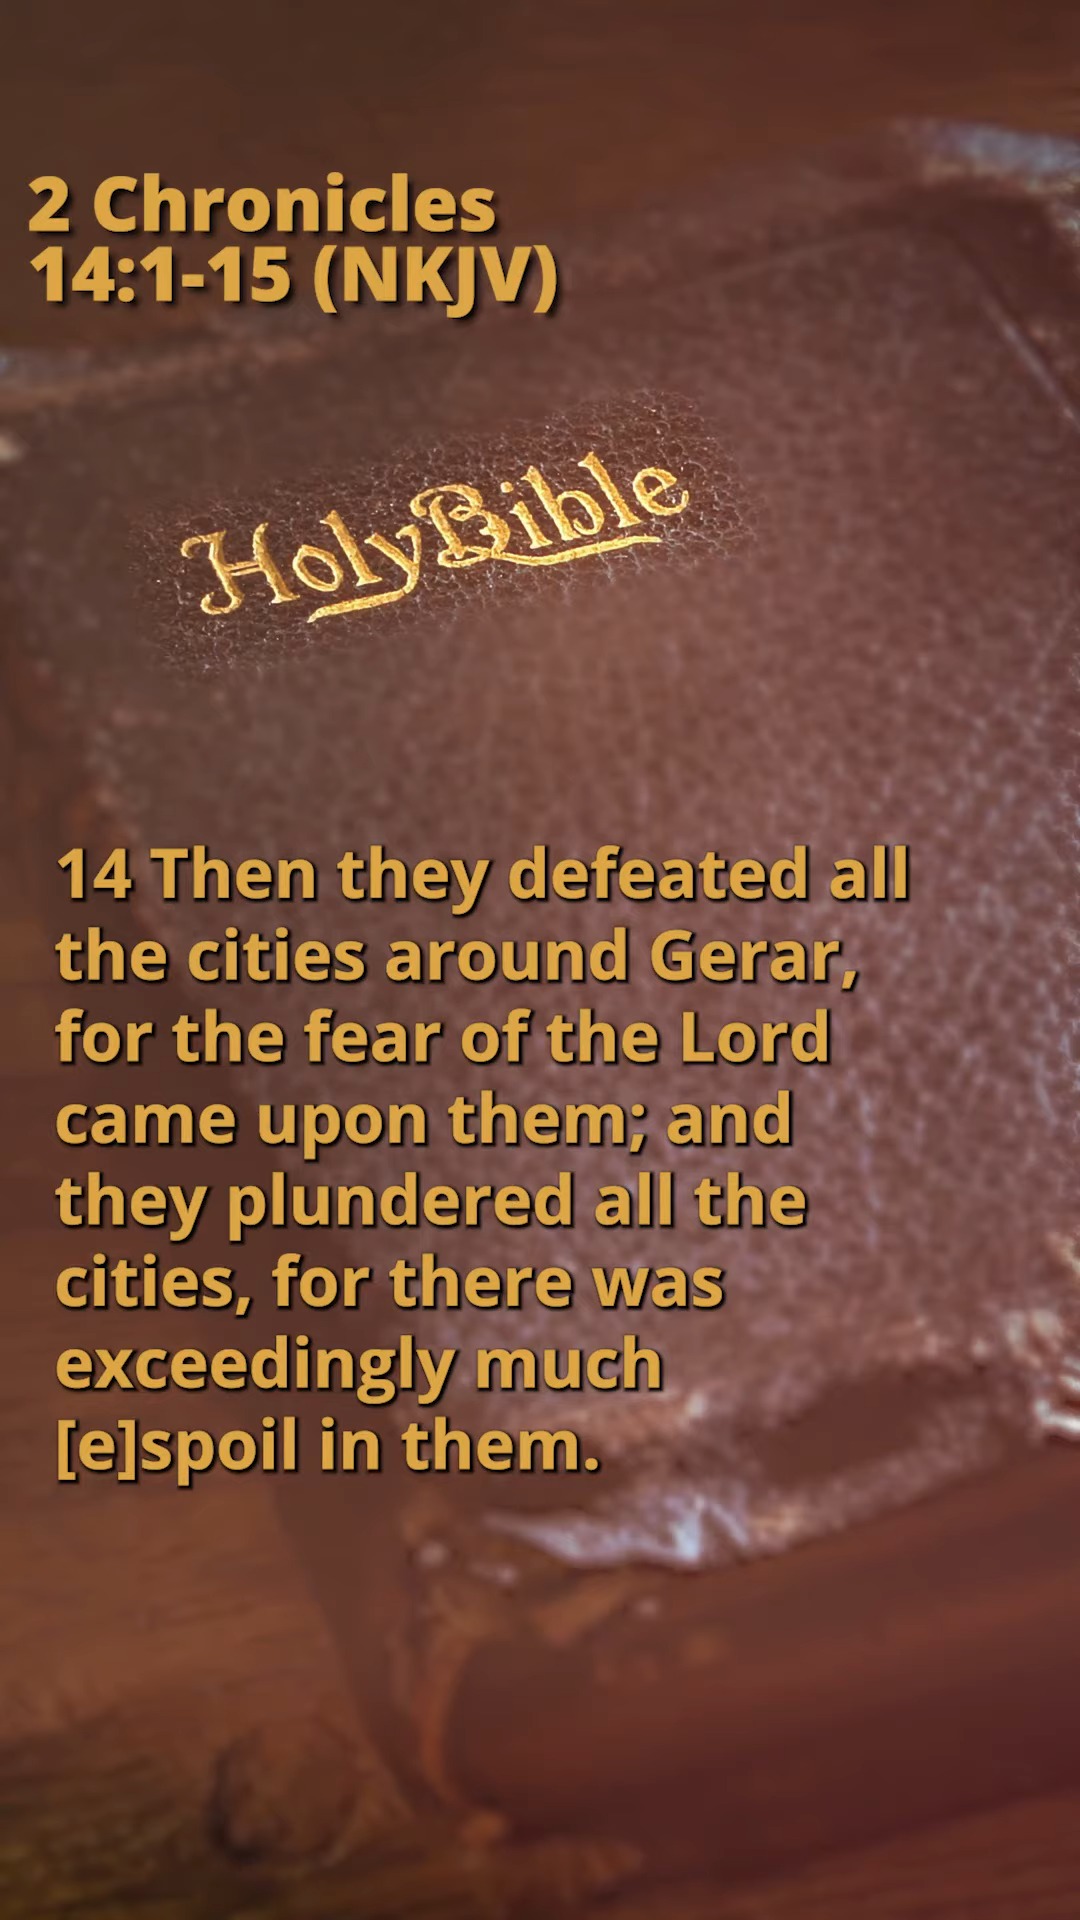 2 Chronicles
14:1-15 (NKJV)
Holy Bible
14 Then they defeated all
the cities around Gerar,
for the fear of the Lord
came upon them; and
they plundered all the
cities, for there was
exceedingly much
[e]spoil in them.